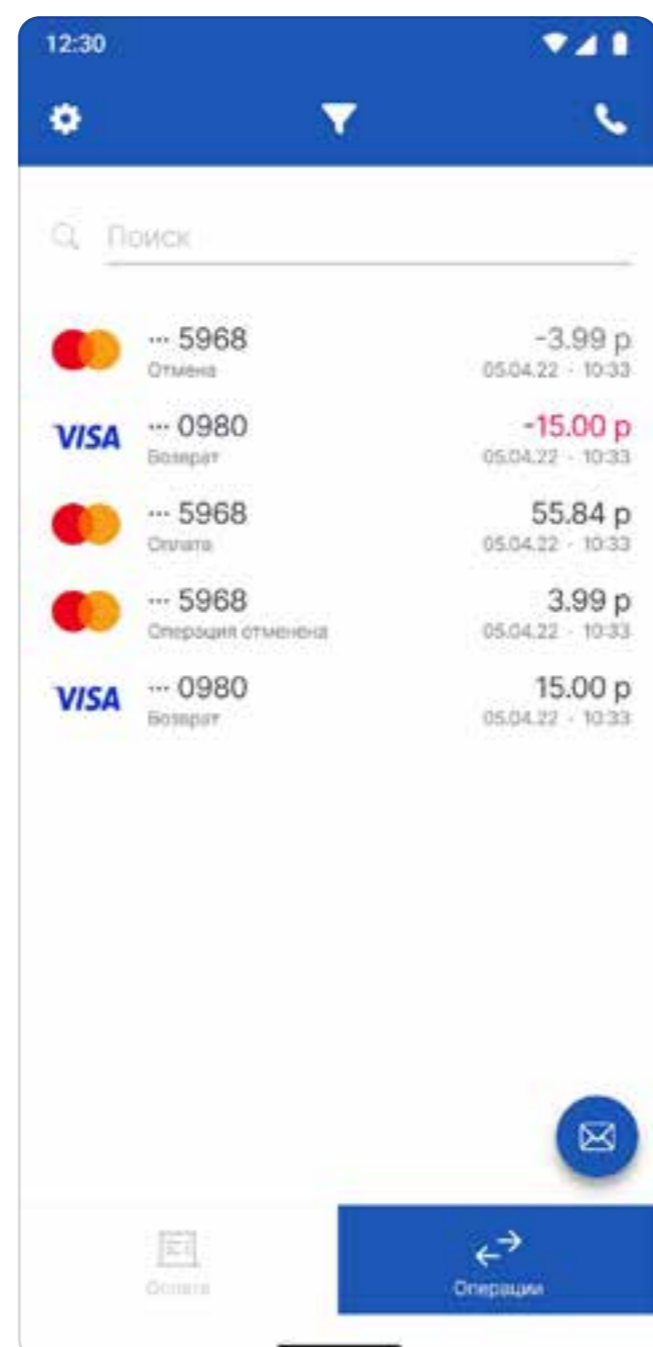 12:30
Поиск
VISA
··· 5968
-3.99 р
Отмена
05.04.22 - 10:33
VISA
··· 0980
-15.00 р
Возврат
05.04.22 - 10:33
··· 5968
55.84 р
Оплата
05.04.22 - 10:33
··· 5968
3.99 р
Операция отменена
05.04.22 - 10:33
VISA
··· 0980
15.00 р
Возврат
05.04.22 - 10:33
Оплата
Операции